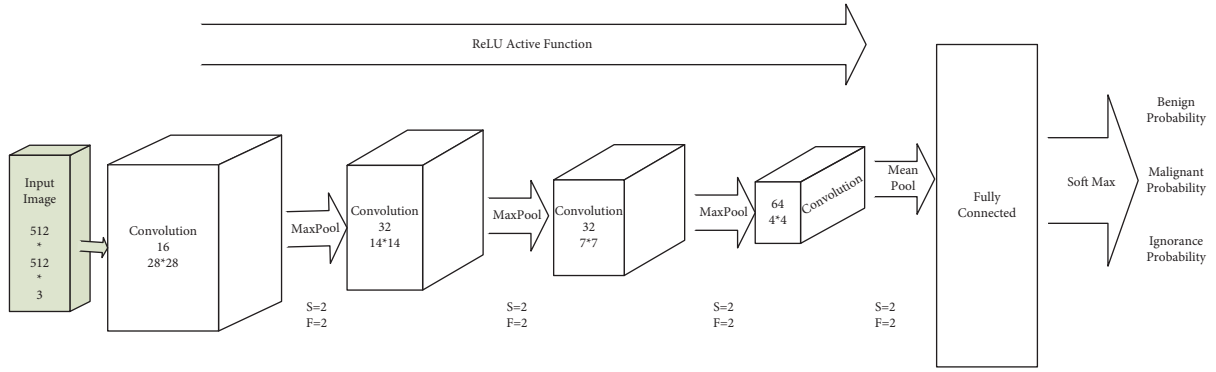 ReLU Active Function
Input
Image
512
*
512
*
3
Convolution
16
28*28
MaxPool
S=2
F=2
Convolution
32
14*14
MaxPool
S=2
F=2
Convolution
32
7*7
MaxPool
S=2
F=2
64
4*4
Convolution
Mean
Pool
S=2
F=2
Fully
Connected
Soft Max
Benign
Probability
Malignant
Probability
Ignorance
Probability